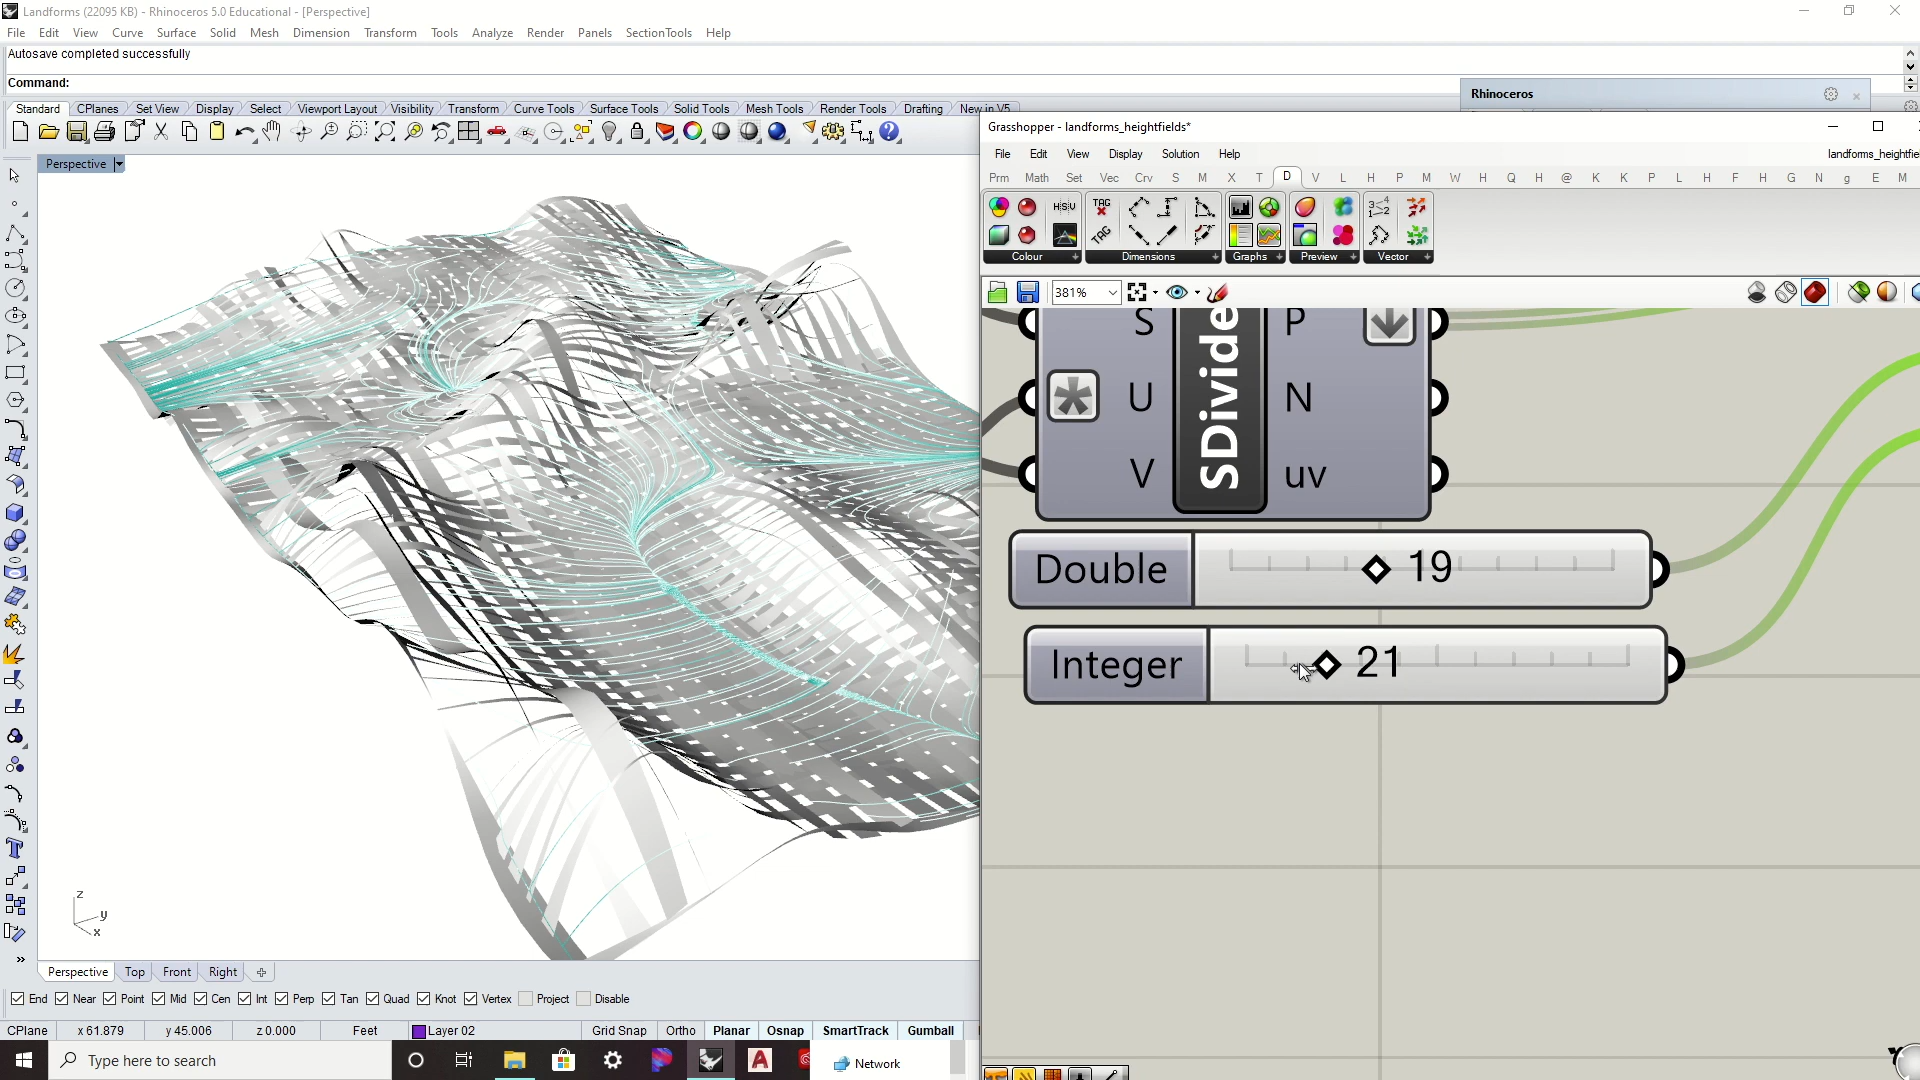 Landforms (22095 KB) - Rhinoceros 5.0 Educational - [Perspective]
File Edit View Curve Surface Solid Mesh Dimension Transform Tools Analyze Render Panels SectionTools Help
Autosave completed successfully
Command:
Rhinoceros
Standard CPlanes Set View Display Select Viewport Layout Visibility Transform Curve Tools Surface Tools Solid Tools Mesh Tools Render Tools Drafting New in V5
Perspective
Grasshopper - landforms_heightfields*
File Edit View Display Solution Help
landforms_heightfie
Prm Math Set Vec Crv S M X T D V L H P M W H Q H @ K K P L H F H G N g E M
H S V TAG TAG
Colour Dimensions Graphs Preview Vector
381%
S P
U SDivide N
V uv
Double 19
Integer 21
z
y
x
Perspective Top Front Right
End Near Point Mid Cen Int Perp Tan Quad Knot Vertex Project Disable
CPlane x 61.879 y 45.006 z 0.000 Feet Layer 02 Grid Snap Ortho Planar Osnap SmartTrack Gumball
Type here to search
Network